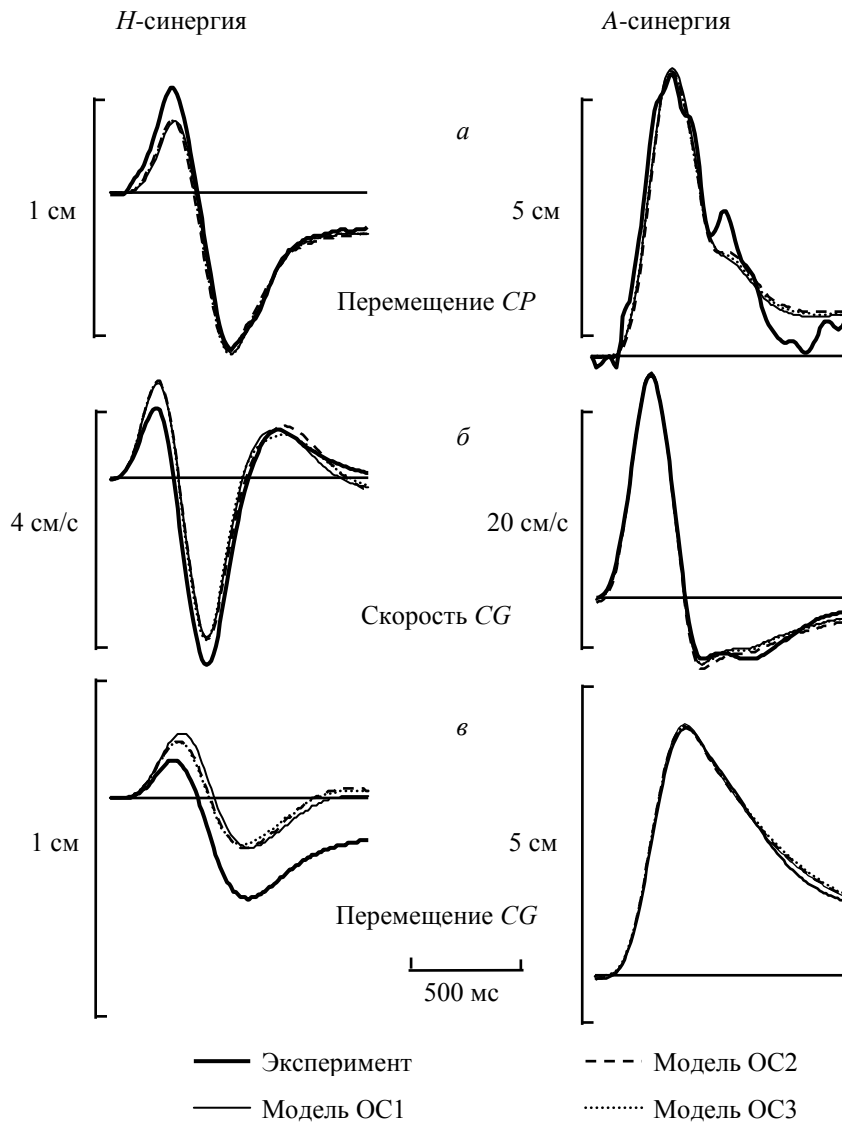 H-синергия
А-синергия
а
1 см
5 см
Перемещение CP
б
4 см/с
20 см/с
Скорость CG
в
1 см
5 см
Перемещение CG
500 мс
Эксперимент
Модель ОС2
Модель ОС1
Модель ОС3